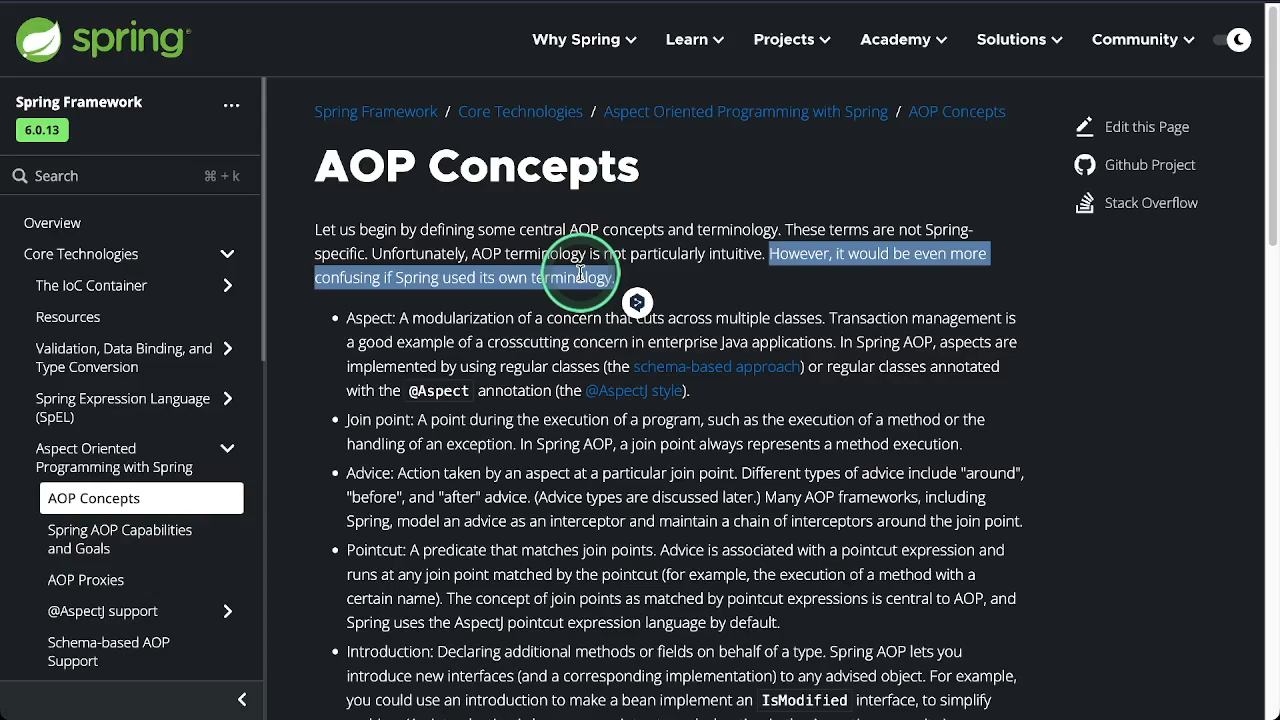 spring
Why Spring
Learn
Projects
Academy
Solutions
Community
Spring Framework
...
6.0.13
Search
⌘ + k
Overview
Core Technologies
The IoC Container
Resources
Validation, Data Binding, and
Type Conversion
Spring Expression Language
(SpEL)
Aspect Oriented
Programming with Spring
AOP Concepts
Spring AOP Capabilities
and Goals
AOP Proxies
@AspectJ support
Schema-based AOP
Support
Spring Framework / Core Technologies / Aspect Oriented Programming with Spring / AOP Concepts
AOP Concepts
Let us begin by defining some central AOP concepts and terminology. These terms are not Spring-
specific. Unfortunately, AOP terminology is not particularly intuitive. However, it would be even more
confusing if Spring used its own terminology.
• Aspect: A modularization of a concern that cuts across multiple classes. Transaction management is
a good example of a crosscutting concern in enterprise Java applications. In Spring AOP, aspects are
implemented by using regular classes (the schema-based approach) or regular classes annotated
with the @Aspect annotation (the @AspectJ style).
• Join point: A point during the execution of a program, such as the execution of a method or the
handling of an exception. In Spring AOP, a join point always represents a method execution.
• Advice: Action taken by an aspect at a particular join point. Different types of advice include "around",
"before", and "after" advice. (Advice types are discussed later.) Many AOP frameworks, including
Spring, model an advice as an interceptor and maintain a chain of interceptors around the join point.
• Pointcut: A predicate that matches join points. Advice is associated with a pointcut expression and
runs at any join point matched by the pointcut (for example, the execution of a method with a
certain name). The concept of join points as matched by pointcut expressions is central to AOP, and
Spring uses the AspectJ pointcut expression language by default.
• Introduction: Declaring additional methods or fields on behalf of a type. Spring AOP lets you
introduce new interfaces (and a corresponding implementation) to any advised object. For example,
you could use an introduction to make a bean implement an IsModified interface, to simplify
Edit this Page
Github Project
Stack Overflow